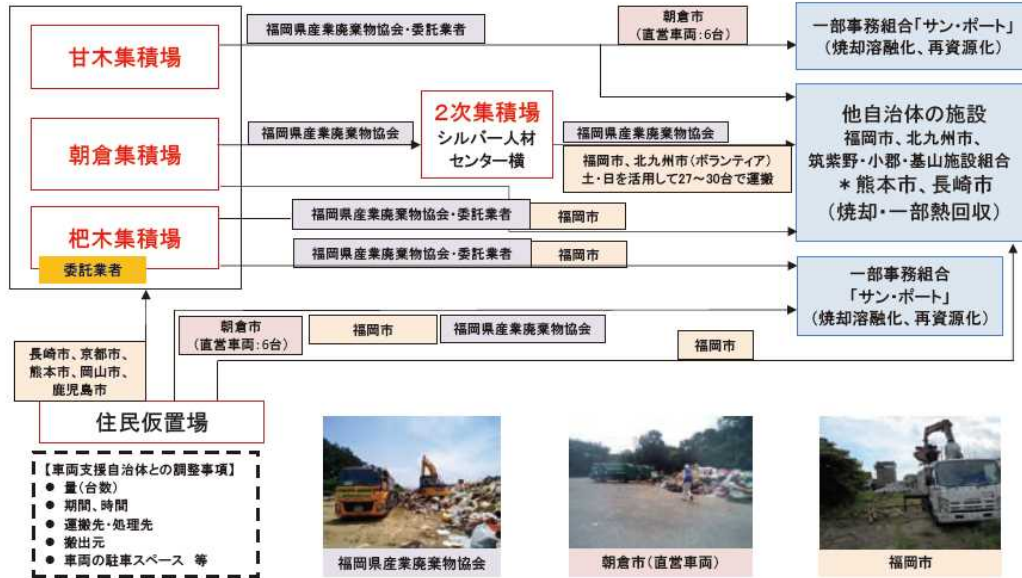 甘木集積場
福岡県産業廃棄物協会・委託業者
朝倉市
(直営車両:6台)
一部事務組合「サン・ポート」
(焼却溶融化、再資源化)
朝倉集積場
福岡県産業廃棄物協会
2次集積場
シルバー人材
センター横
福岡県産業廃棄物協会
福岡市、北九州市(ボランティア)
土・日を活用して27~30台で運搬
他自治体の施設
福岡市、北九州市、
筑紫野・小郡・基山施設組合
*熊本市、長崎市
(焼却・一部熱回収)
杷木集積場
委託業者
福岡県産業廃棄物協会・委託業者
福岡市
福岡県産業廃棄物協会・委託業者
福岡市
一部事務組合
「サン・ポート」
(焼却溶融化、再資源化)
朝倉市
(直営車両:6台)
福岡市
福岡県産業廃棄物協会
福岡市
長崎市、京都市、
熊本市、岡山市、
鹿児島市
住民仮置場
【車両支援自治体との調整事項】
● 量(台数)
● 期間、時間
● 運搬先・処理先
● 搬出元
● 車両の駐車スペース 等
福岡県産業廃棄物協会
朝倉市(直営車両)
福岡市